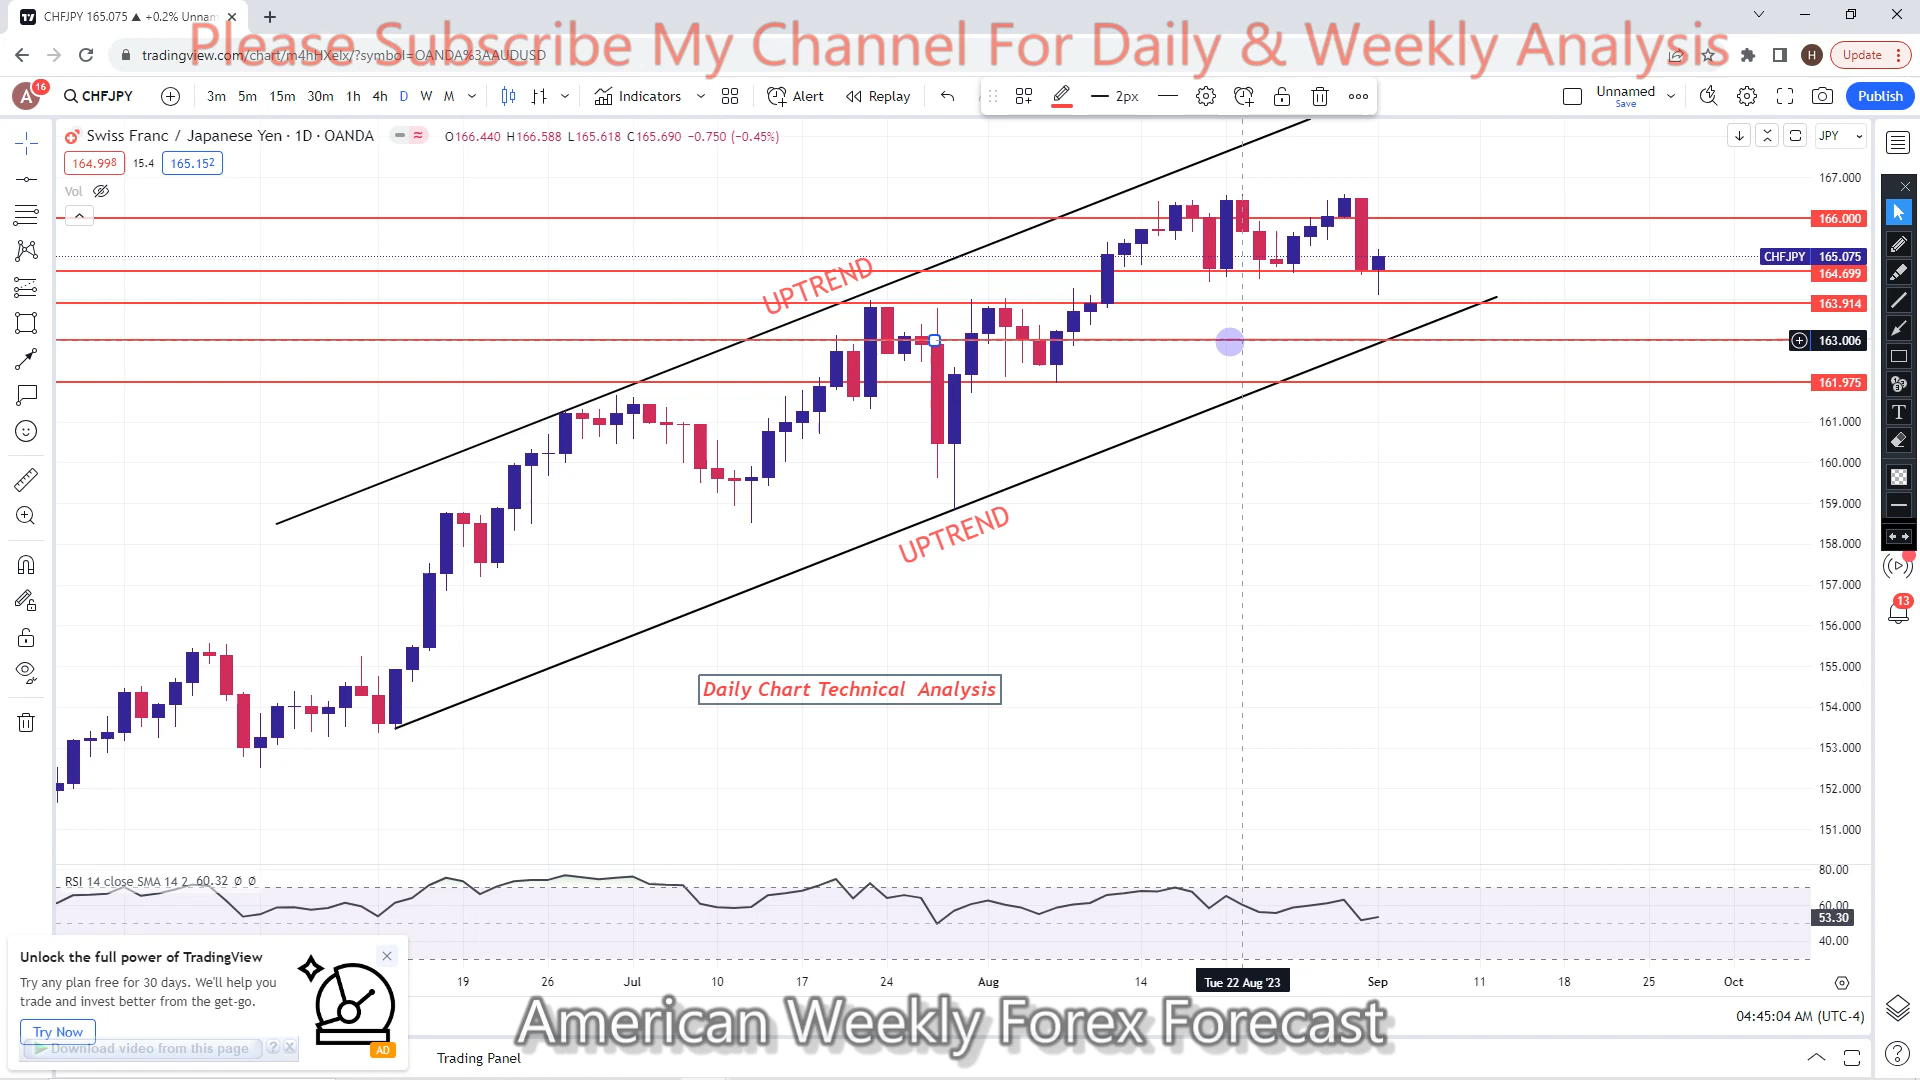 CHFJPY 165.075 ▲ +0.2% Unnam
Please Subscribe My Channel For Daily & Weekly Analysis
tradingview.com/chart/m4hHXelx/?symbol=OANDA%3AAUDUSD
H
Update
A
16
CHFJPY
3m 5m 15m 30m 1h 4h D W M
Indicators
Alert
Replay
2px
Unnamed
Save
Publish
Swiss Franc / Japanese Yen · 1D · OANDA
O166.440 H166.588 L165.618 C165.690 −0.750 (−0.45%)
JPY
164.998 15.4 165.152
Vol
167.000
166.000
CHFJPY 165.075
164.699
163.914
163.006
161.975
161.000
160.000
159.000
158.000
157.000
156.000
155.000
154.000
153.000
152.000
151.000
UPTREND
UPTREND
Daily Chart Technical Analysis
T
13
RSI 14 close SMA 14 2 60.32 Ø Ø
80.00
60.00
53.30
40.00
Unlock the full power of TradingView
Try any plan free for 30 days. We'll help you
trade and invest better from the get-go.
Try Now
Download video from this page
AD
19 26 Jul 10 17 24 Aug 14 Tue 22 Aug '23 Sep 11 18 25 Oct
American Weekly Forex Forecast
04:45:04 AM (UTC-4)
Trading Panel